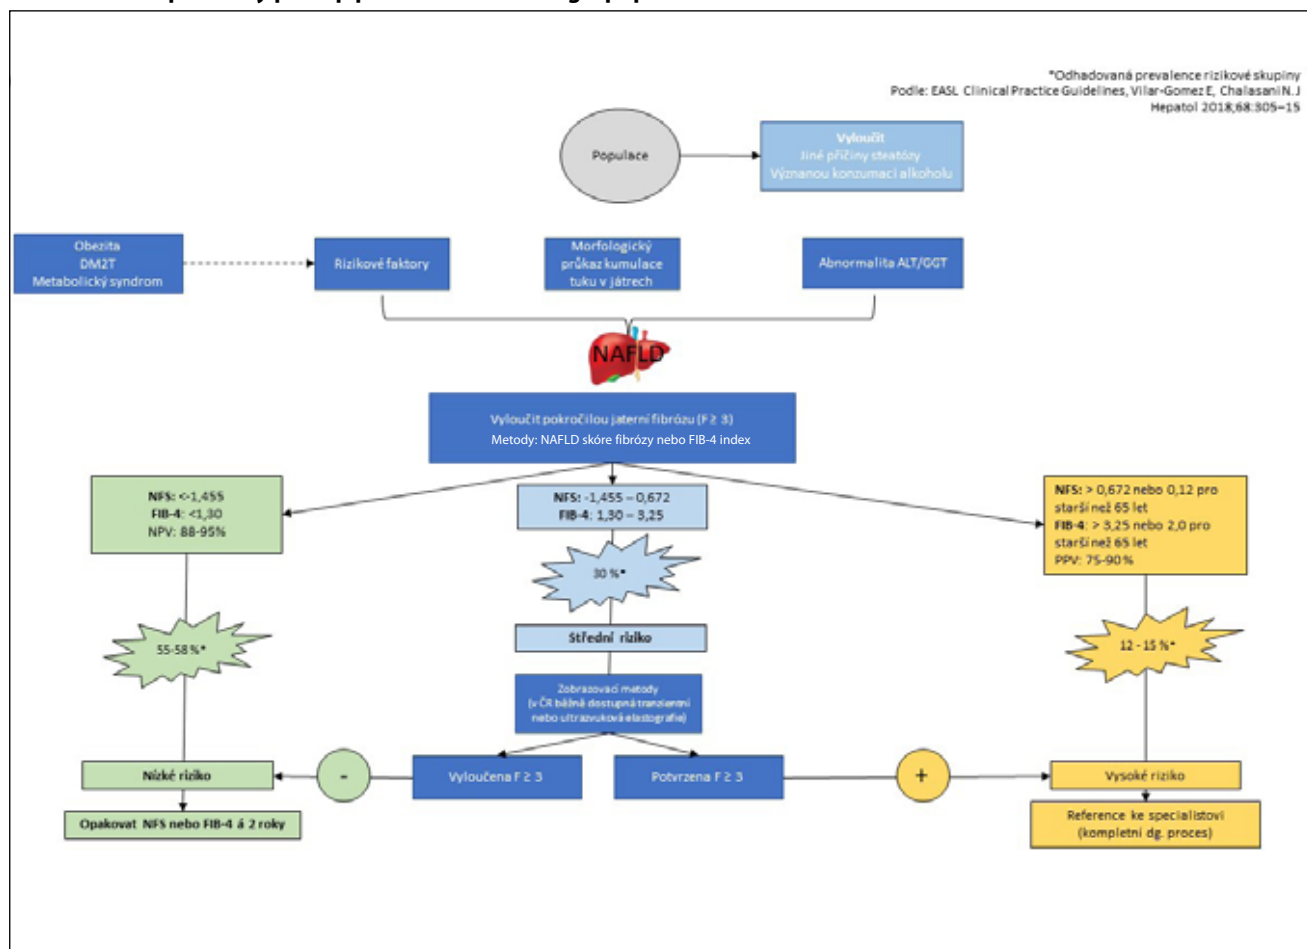 *Odhadovaná prevalence rizikové skupiny
Podle: EASL Clinical Practice Guidelines, Vilar-Gomez E, Chalasani N. J
Hepatol 2018;68:305–15
Populace
Vyloučit
Jiné příčiny steatózy
Význanou konzumaci alkoholu
Obezita
DM2T
Metabolický syndrom
Rizikové faktory
Morfologický
průkaz kumulace
tuku v játrech
Abnormalita ALT/GGT
NAFLD
Vyloučit pokročilou jaterní fibrózu (F ≥ 3)
Metody: NAFLD skóre fibrózy nebo FIB-4 index
NFS: <-1,455
FIB-4: <1,30
NPV: 88-95%
NFS: -1,455 – 0,672
FIB-4: 1,30 – 3,25
NFS: > 0,672 nebo 0,12 pro
starší než 65 let
FIB-4: > 3,25 nebo 2,0 pro
starší než 65 let
PPV: 75-90 %
55-58 %*
30 %*
12 - 15 %*
Střední riziko
Zobrazovací metody
(v ČR běžně dostupná tranzientní
nebo ultrazvuková elastografie)
Nízké riziko
-
Vyloučena F ≥ 3
Potvrzena F ≥ 3
+
Vysoké riziko
Opakovat NFS nebo FIB-4 á 2 roky
Reference ke specialistovi
(kompletní dg. proces)